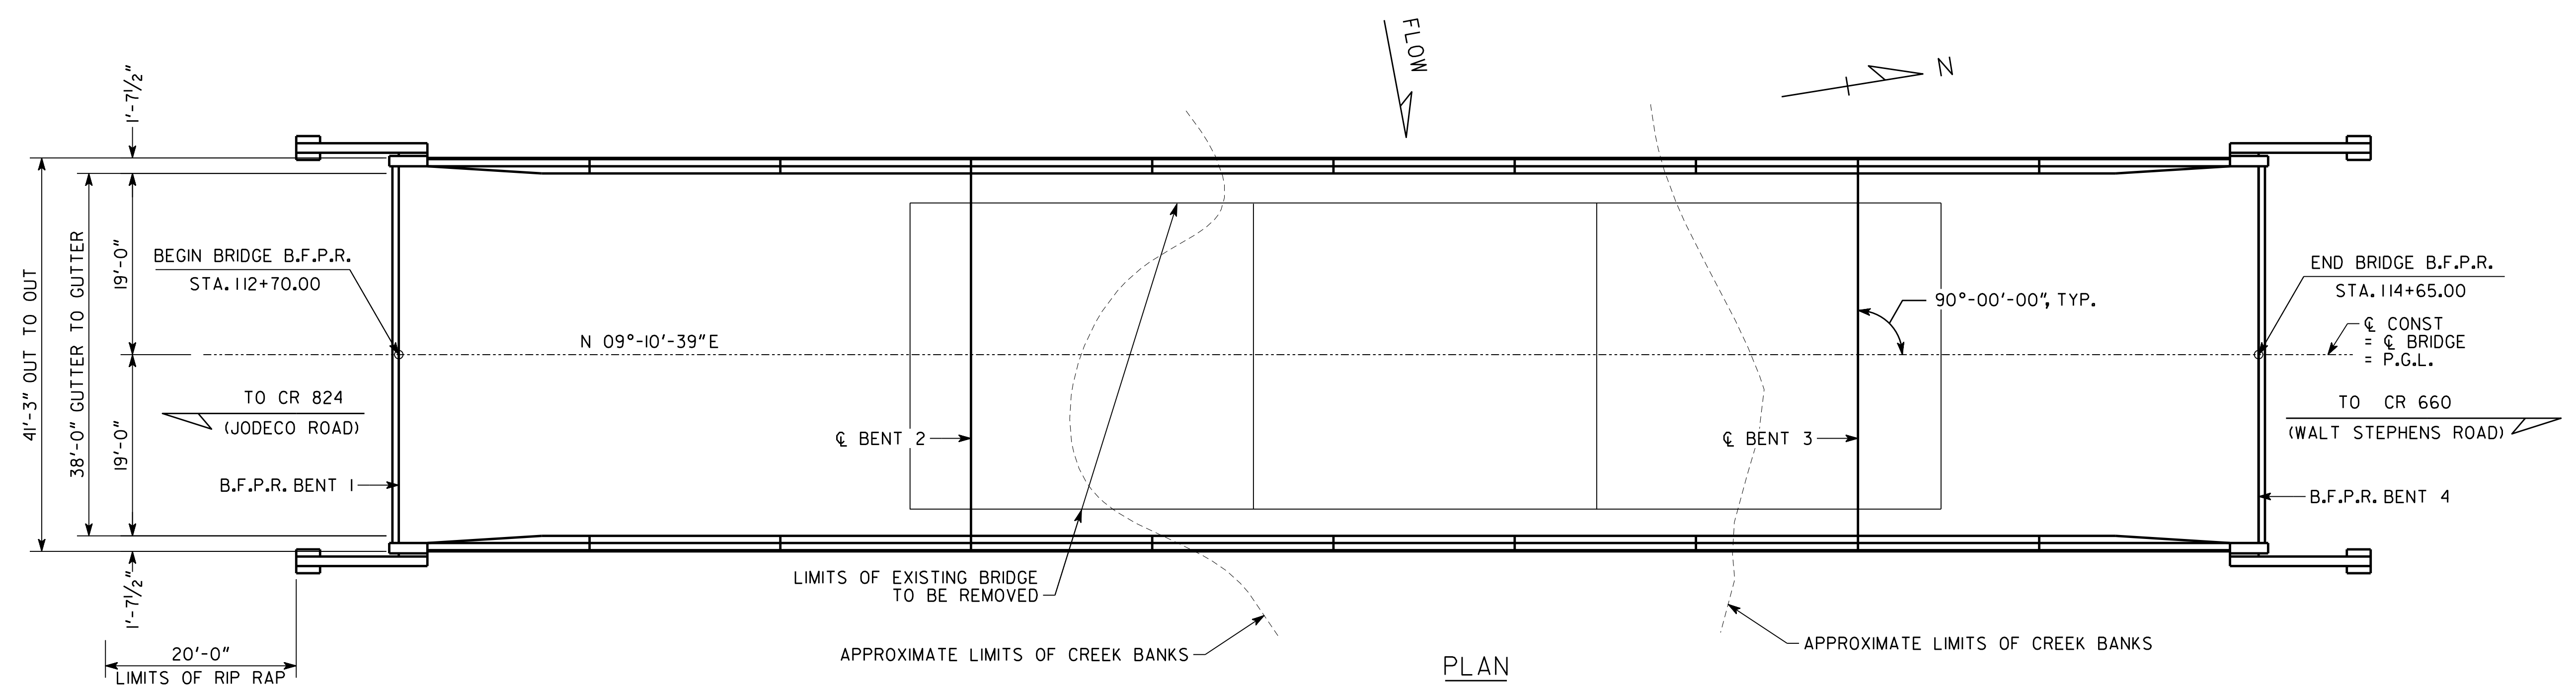 FLOW
N
1'-7 1/2"
41'-3" OUT TO OUT
38'-0" GUTTER TO GUTTER
19'-0"
19'-0"
1'-7 1/2"
BEGIN BRIDGE B.F.P.R.
STA. 112+70.00
N 09°-10'-39" E
TO CR 824
(JODECO ROAD)
B.F.P.R. BENT 1
℄ BENT 2
℄ BENT 3
90°-00'-00", TYP.
END BRIDGE B.F.P.R.
STA. 114+65.00
℄ CONST
= ℄ BRIDGE
= P.G.L.
TO CR 660
(WALT STEPHENS ROAD)
B.F.P.R. BENT 4
LIMITS OF EXISTING BRIDGE
TO BE REMOVED
APPROXIMATE LIMITS OF CREEK BANKS
APPROXIMATE LIMITS OF CREEK BANKS
20'-0"
LIMITS OF RIP RAP
PLAN